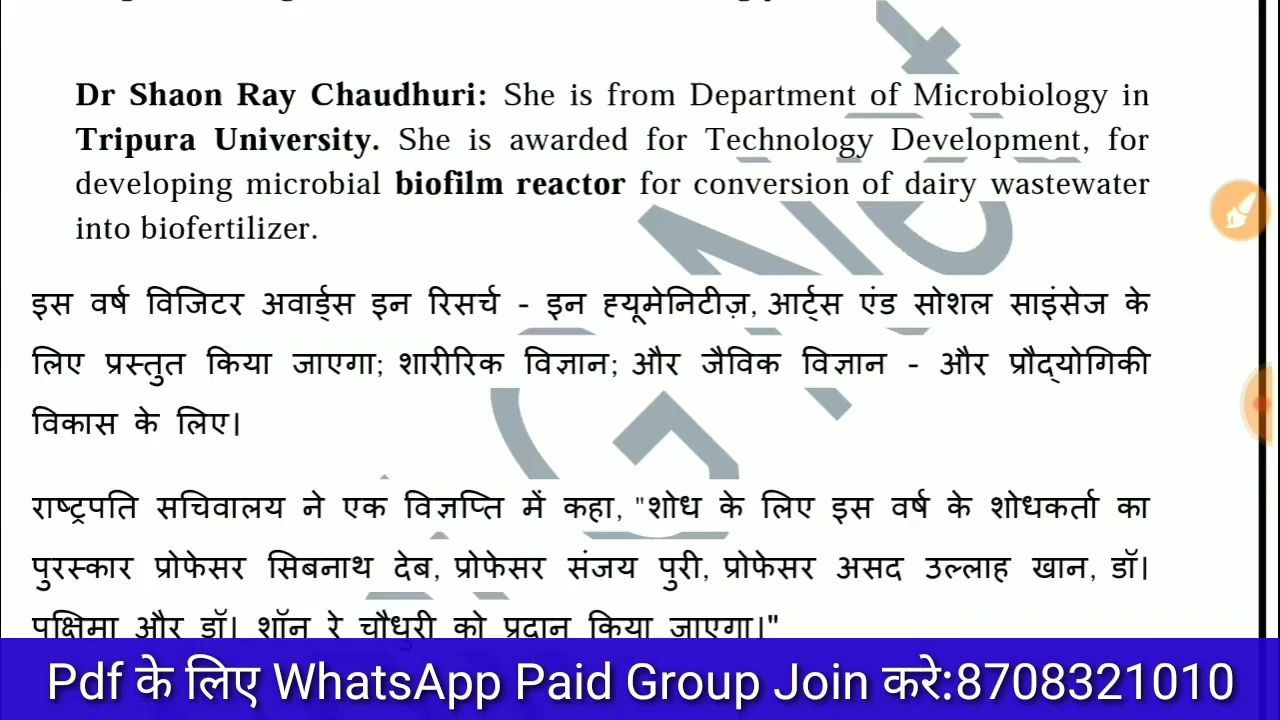 Dr Shaon Ray Chaudhuri: She is from Department of Microbiology in
Tripura University. She is awarded for Technology Development, for
developing microbial biofilm reactor for conversion of dairy wastewater
into biofertilizer.
इस वर्ष विजिटर अवार्ड्स इन रिसर्च - इन ह्यूमेनिटीज़, आर्ट्स एंड सोशल साइंसेज के
लिए प्रस्तुत किया जाएगा; शारीरिक विज्ञान; और जैविक विज्ञान - और प्रौद्योगिकी
विकास के लिए।
राष्ट्रपति सचिवालय ने एक विज्ञप्ति में कहा, "शोध के लिए इस वर्ष के शोधकर्ता का
पुरस्कार प्रोफेसर सिबनाथ देब, प्रोफेसर संजय पुरी, प्रोफेसर असद उल्लाह खान, डॉ।
पक्षिमा और डॉ। शॉन रे चौधुरी को प्रदान किया जाएगा।"
Pdf के लिए WhatsApp Paid Group Join करे:8708321010